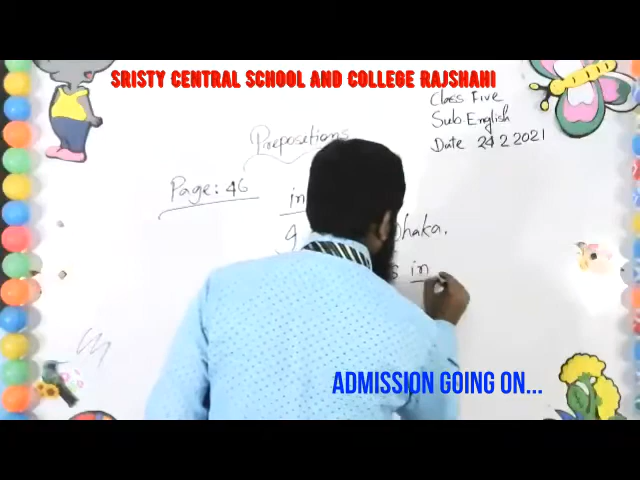 SRISTY CENTRAL SCHOOL AND COLLEGE RAJSHAHI
Class Five
Sub English
Date 24 2 2021
Prepositions
Page: 46
in
Dhaka.
in
ADMISSION GOING ON...